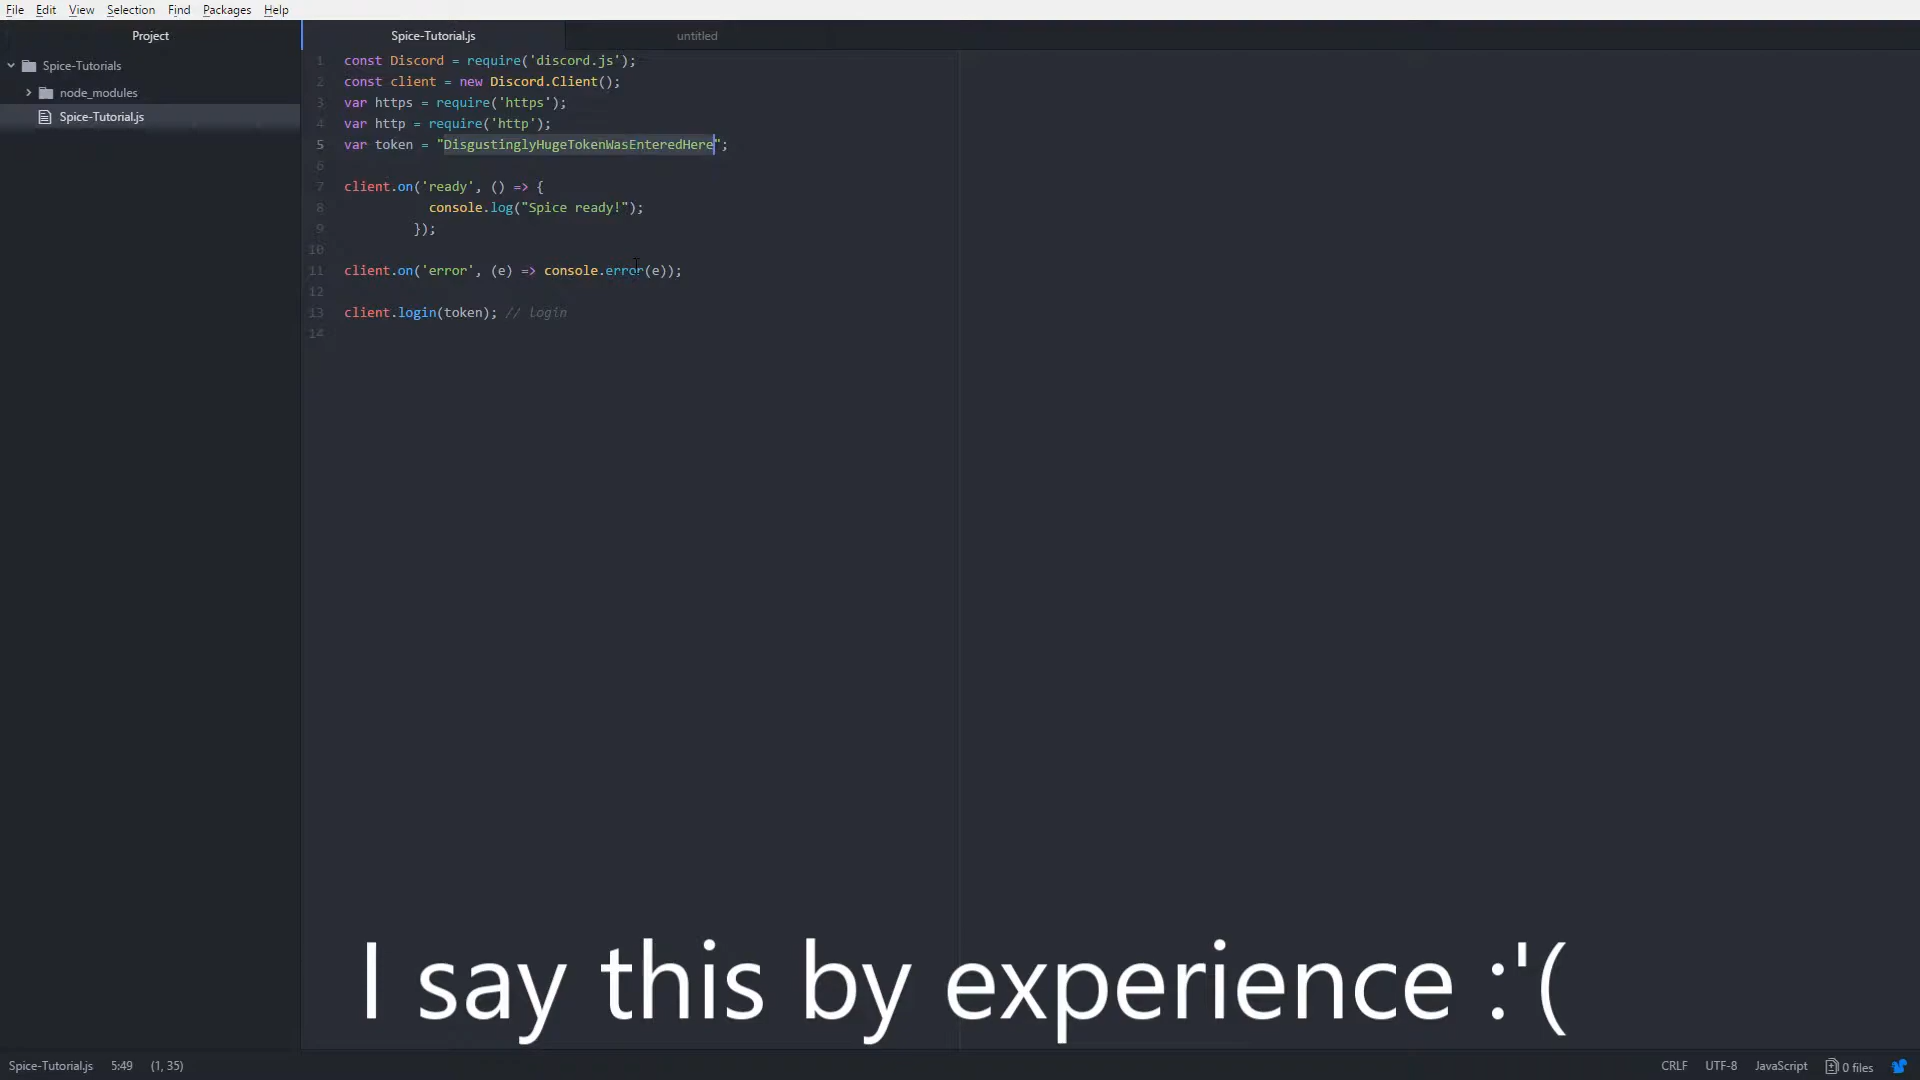 File Edit View Selection Find Packages Help
Project
Spice-Tutorials
node_modules
Spice-Tutorial.js
Spice-Tutorial.js untitled
1 const Discord = require('discord.js');
2 const client = new Discord.Client();
3 var https = require('https');
4 var http = require('http');
5 var token = "DisgustinglyHugeTokenWasEnteredHere";
6
7 client.on('ready', () => {
8 console.log("Spice ready!");
9 });
10
11 client.on('error', (e) => console.error(e));
12
13 client.login(token); // login
14
I say this by experience :'(
Spice-Tutorial.js 5:49 (1, 35) CRLF UTF-8 JavaScript 0 files